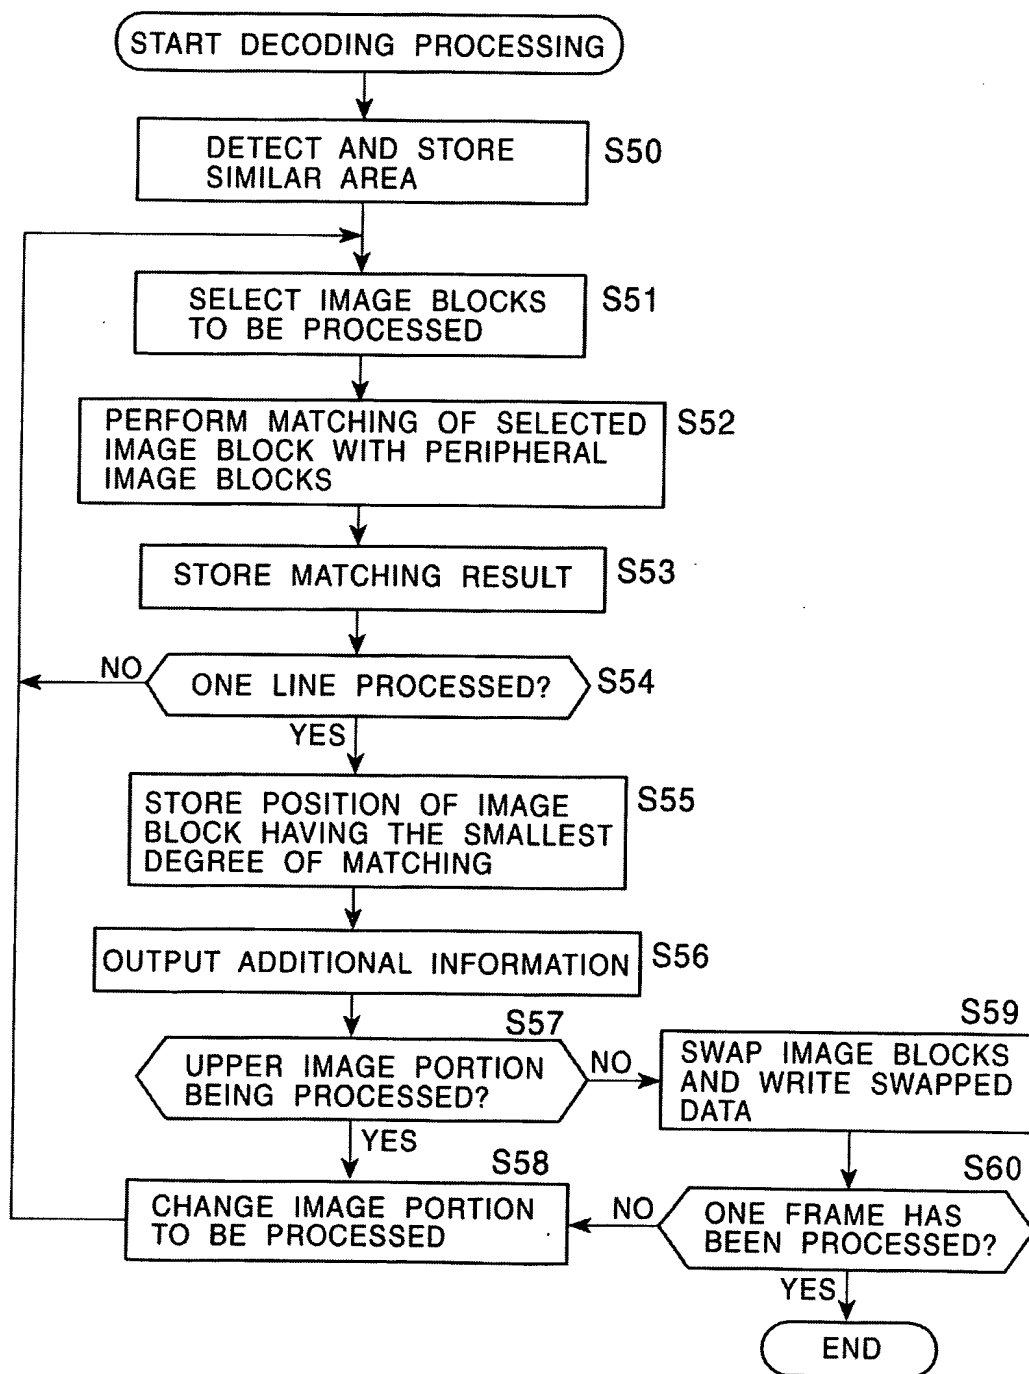 START DECODING PROCESSING
DETECT AND STORE
SIMILAR AREA
S50
SELECT IMAGE BLOCKS
TO BE PROCESSED
S51
PERFORM MATCHING OF SELECTED
IMAGE BLOCK WITH PERIPHERAL
IMAGE BLOCKS
S52
STORE MATCHING RESULT
S53
NO
ONE LINE PROCESSED?
S54
YES
STORE POSITION OF IMAGE
BLOCK HAVING THE SMALLEST
DEGREE OF MATCHING
S55
OUTPUT ADDITIONAL INFORMATION
S56
S57
UPPER IMAGE PORTION
BEING PROCESSED?
NO
YES
S59
SWAP IMAGE BLOCKS
AND WRITE SWAPPED
DATA
S58
CHANGE IMAGE PORTION
TO BE PROCESSED
S60
NO
ONE FRAME HAS
BEEN PROCESSED?
YES
END